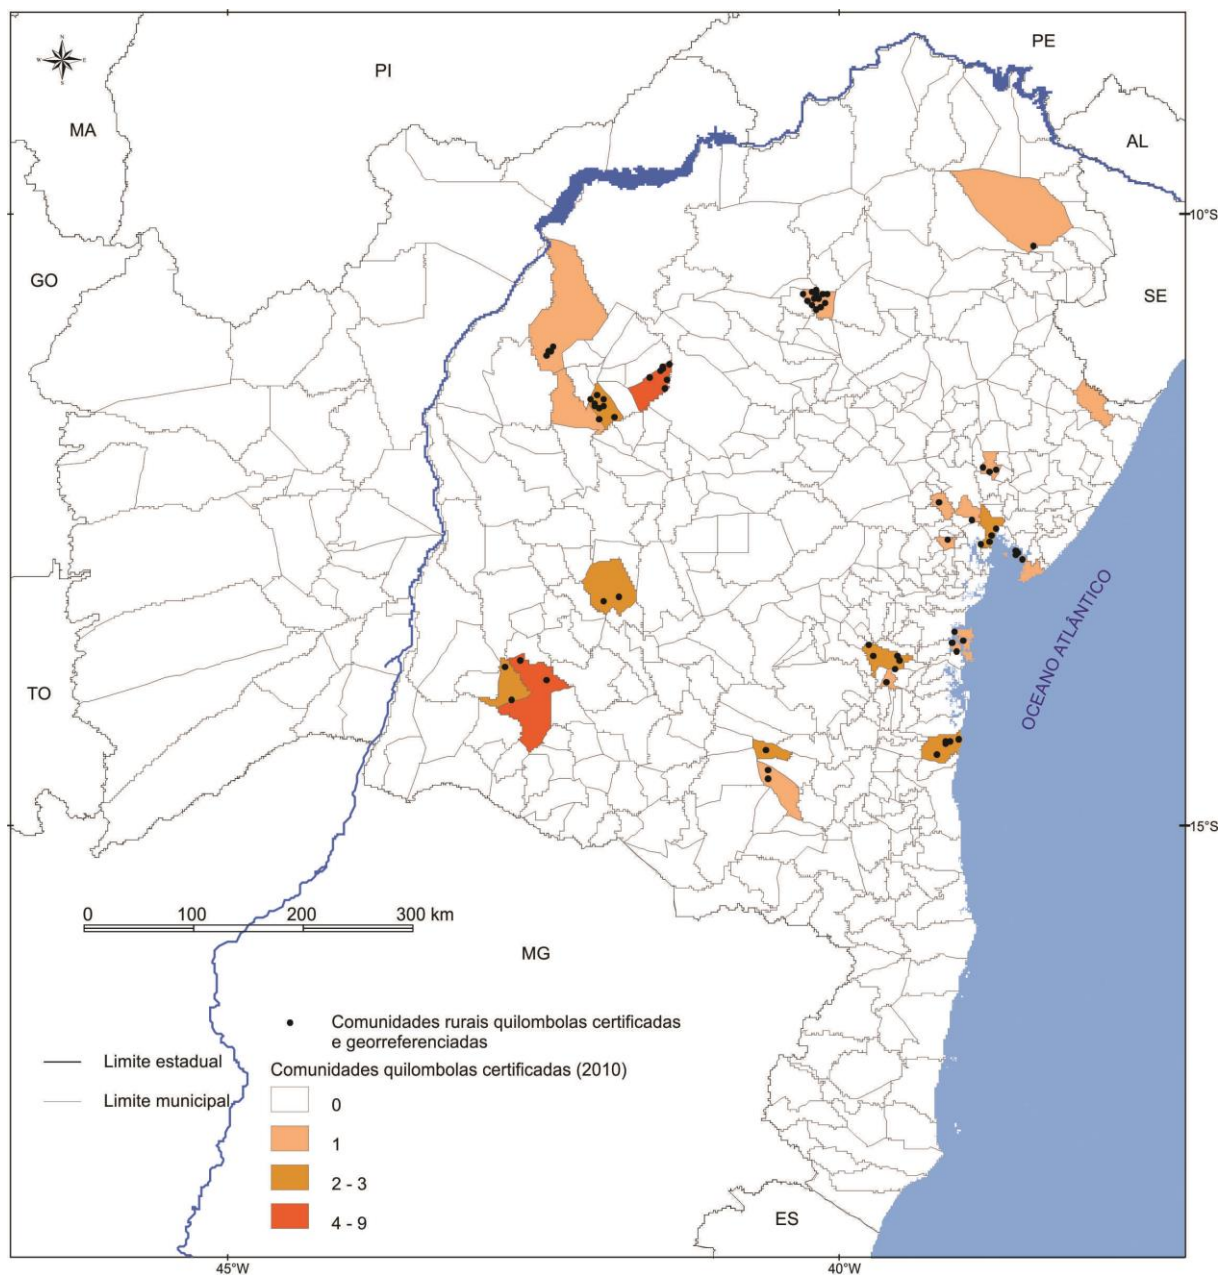 N
W E
S
PE
PI
MA
AL
10°S
GO
SE
OCEANO ATLÂNTICO
TO
15°S
0 100 200 300 km
MG
Comunidades rurais quilombolas certificadas
e georreferenciadas
Limite estadual
Comunidades quilombolas certificadas (2010)
Limite municipal
0
1
2 - 3
4 - 9
ES
45°W 40°W